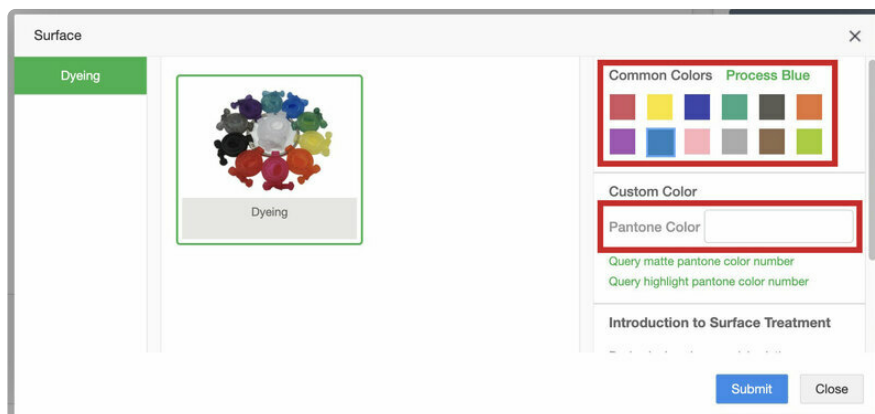 Surface
Dyeing
Dyeing
Common Colors Process Blue
Custom Color
Pantone Color
Query matte pantone color number
Query highlight pantone color number
Introduction to Surface Treatment
Submit Close